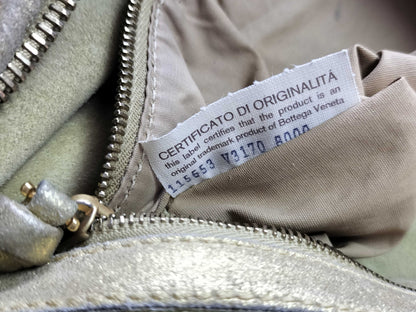 CERTIFICATO DI ORIGINALITÁ
this label certifies that the product is an
original trademark product of Bottega Veneta
115653 V3170 8000